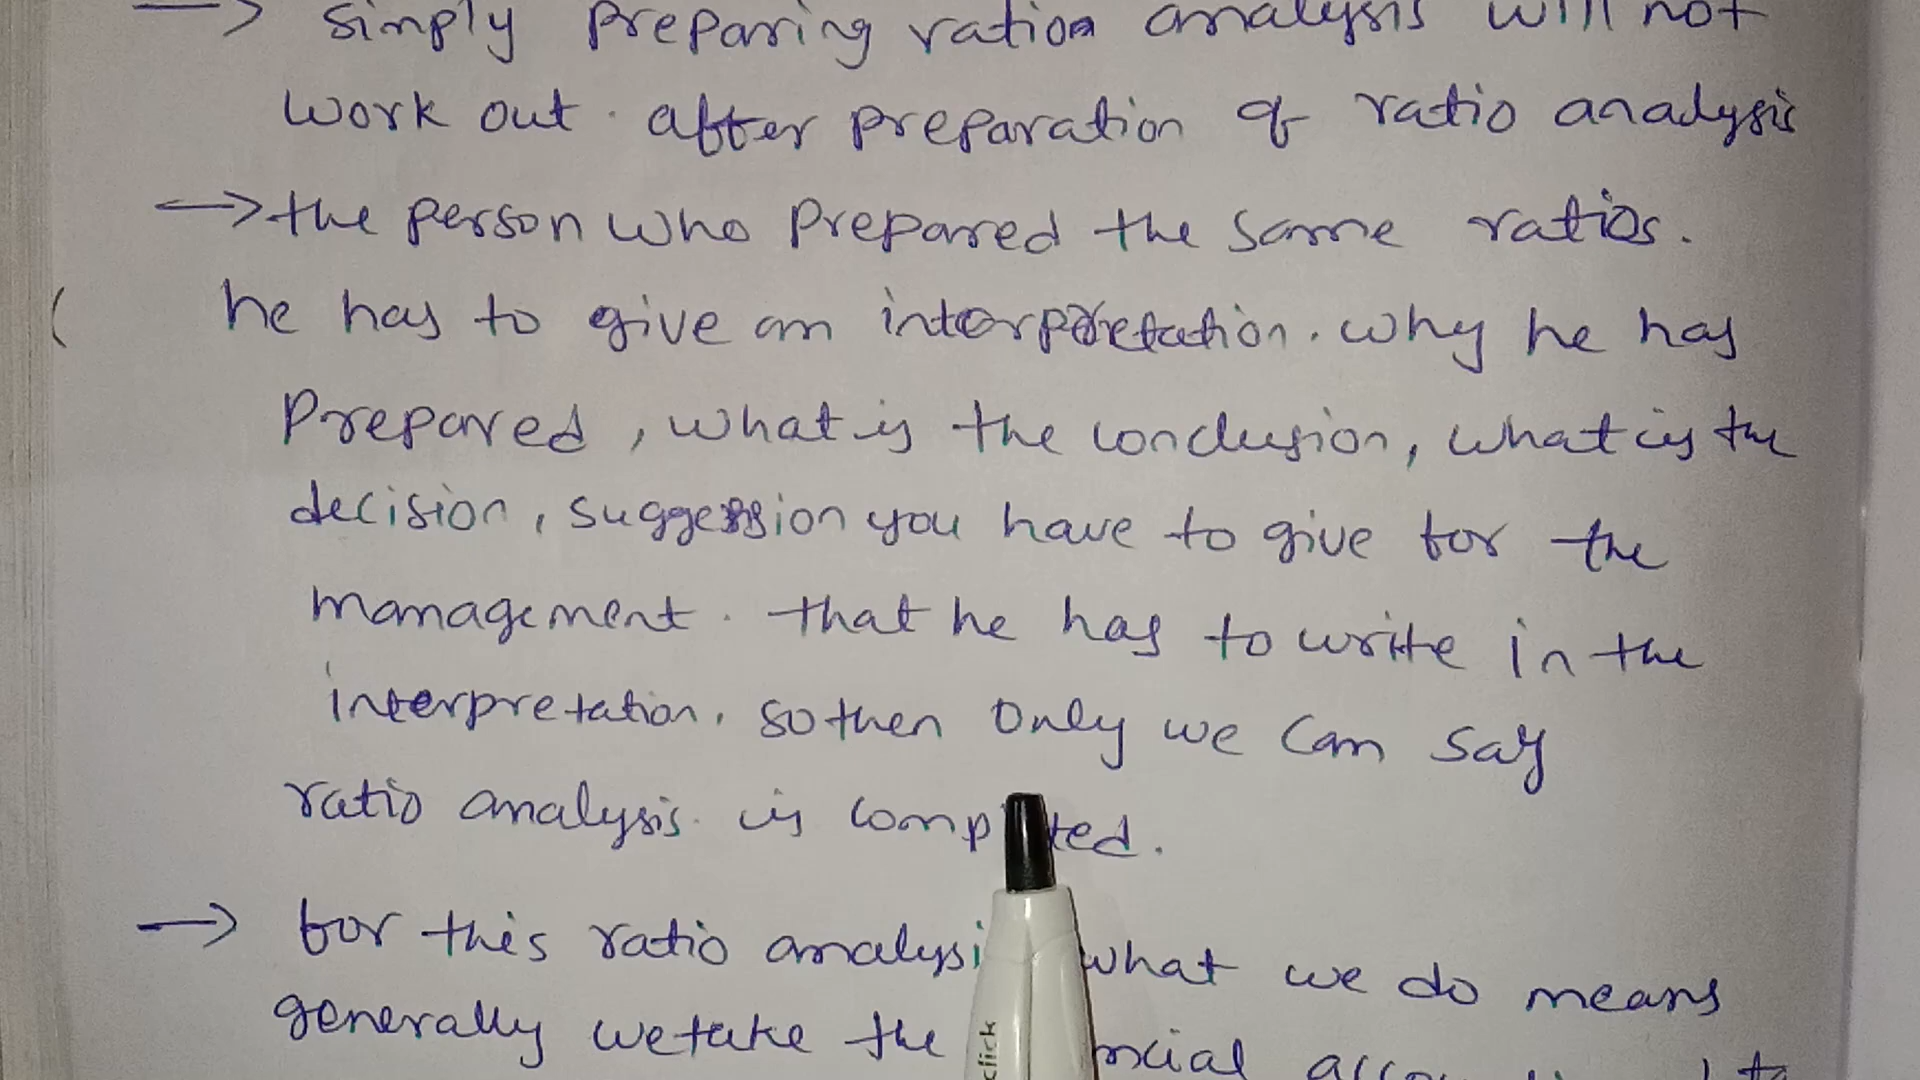 → simply preparing ration analysis will not
work out. after preparation of ratio analysis
→ the person who prepared the same ratios.
( he has to give an interpretation. why he has
Prepared, what is the conclusion, what is the
decision, suggession you have to give for the
management. that he has to write in the
interpretation. so then only we can say
ratio analysis is
→ for this ratio what we do means
generally we take the
click